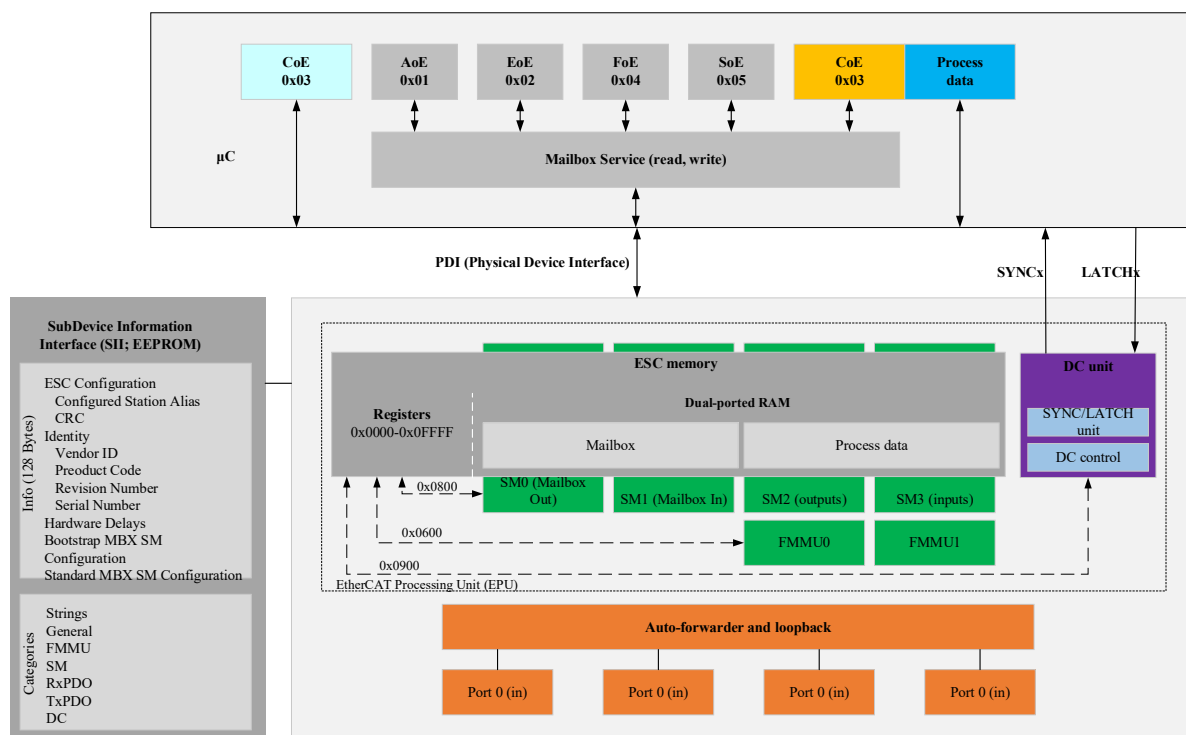 CoE
0x03
AoE
0x01
EoE
0x02
FoE
0x04
SoE
0x05
CoE
0x03
Process
data
μC
Mailbox Service (read, write)
PDI (Physical Device Interface)
SYNCx
LATCHx
SubDevice Information
Interface (SII; EEPROM)
Info (128 Bytes)
ESC Configuration
Configured Station Alias
CRC
Identity
Vendor ID
Preoduct Code
Revision Number
Serial Number
Hardware Delays
Bootstrap MBX SM
Configuration
Standard MBX SM Configuration
Categories
Strings
General
FMMU
SM
RxPDO
TxPDO
DC
ESC memory
Registers
0x0000-0x0FFFF
Dual-ported RAM
Mailbox
Process data
DC unit
SYNC/LATCH
unit
DC control
0x0800
SM0 (Mailbox
Out)
SM1 (Mailbox In)
SM2 (outputs)
SM3 (inputs)
0x0600
FMMU0
FMMU1
0x0900
EtherCAT Processing Unit (EPU)
Auto-forwarder and loopback
Port 0 (in)
Port 0 (in)
Port 0 (in)
Port 0 (in)